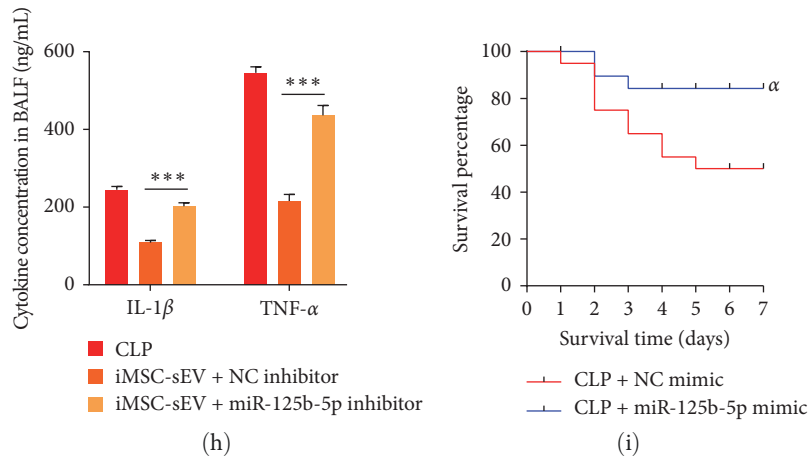 Cytokine concentration in BALF (ng/mL)
600
400
200
0
***
***
IL-1β
TNF-α
CLP
iMSC-sEV + NC inhibitor
iMSC-sEV + miR-125b-5p inhibitor
(h)
Survival percentage
100
80
60
40
20
0
α
0 1 2 3 4 5 6 7
Survival time (days)
CLP + NC mimic
CLP + miR-125b-5p mimic
(i)